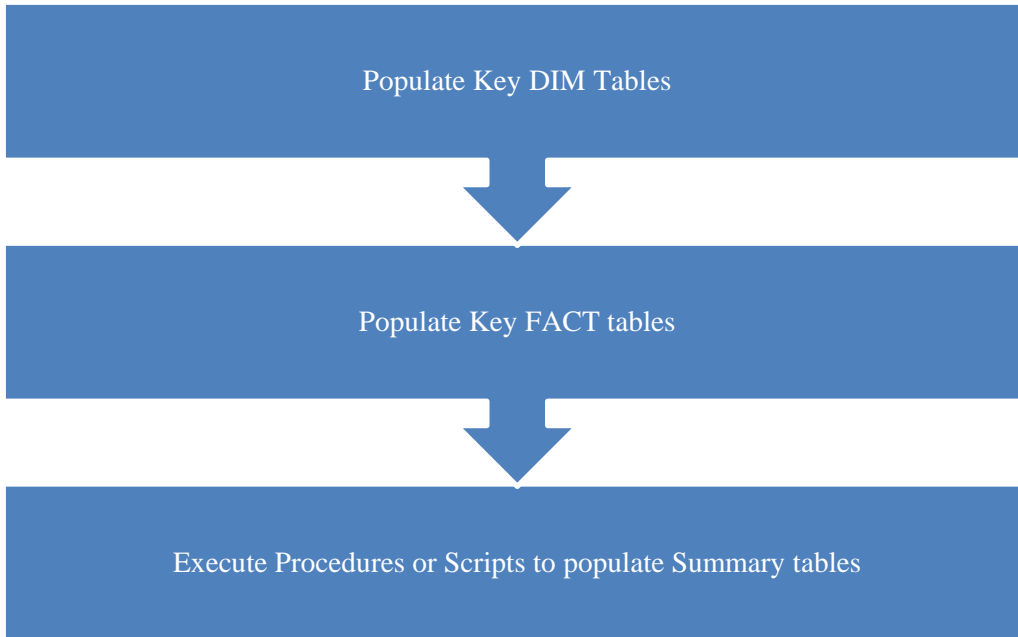 Populate Key DIM Tables
Populate Key FACT tables
Execute Procedures or Scripts to populate Summary tables